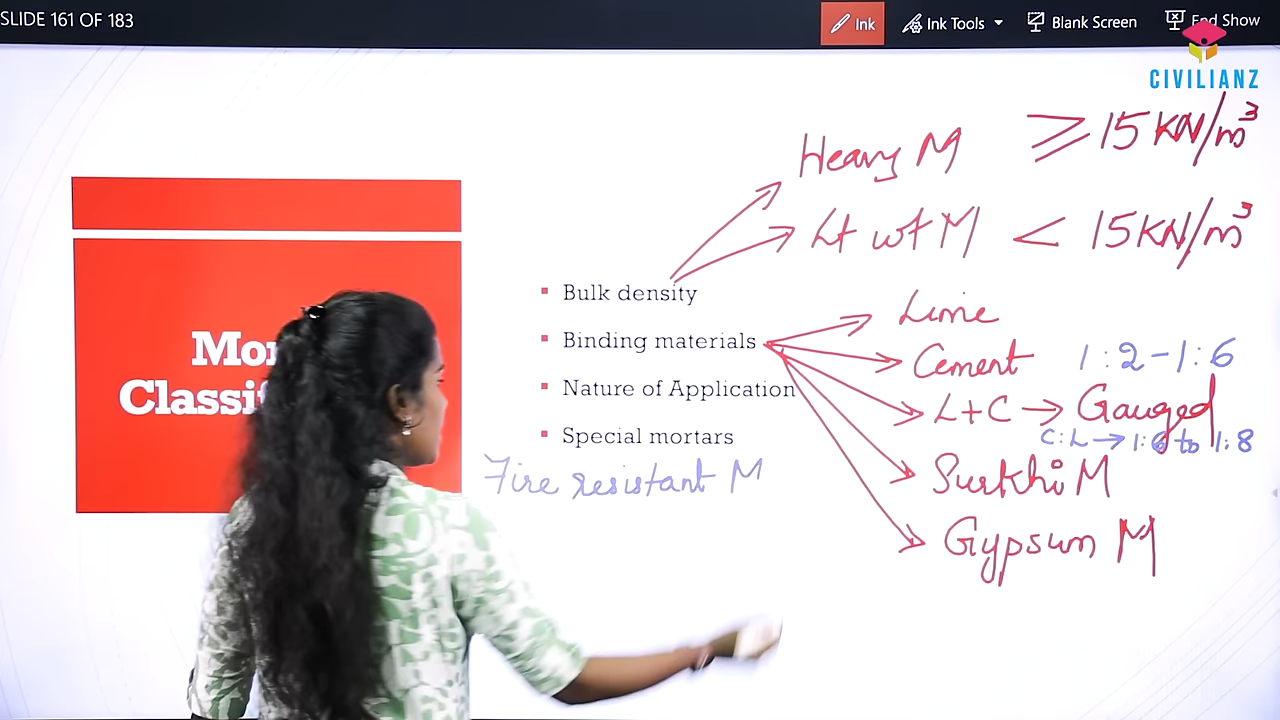 SLIDE 161 OF 183
Ink
Ink Tools
Blank Screen
End Show
CIVILIANZ
Heavy M ≥ 15 KN/m³
Lt wt M < 15KN/m³
Bulk density
Binding materials
Nature of Application
Special mortars
Fire resistant M
Lime
Cement 1:2-1:6
L+C → Gauged
C:L → 1:6 to 1:8
Surkhi M
Gypsum M